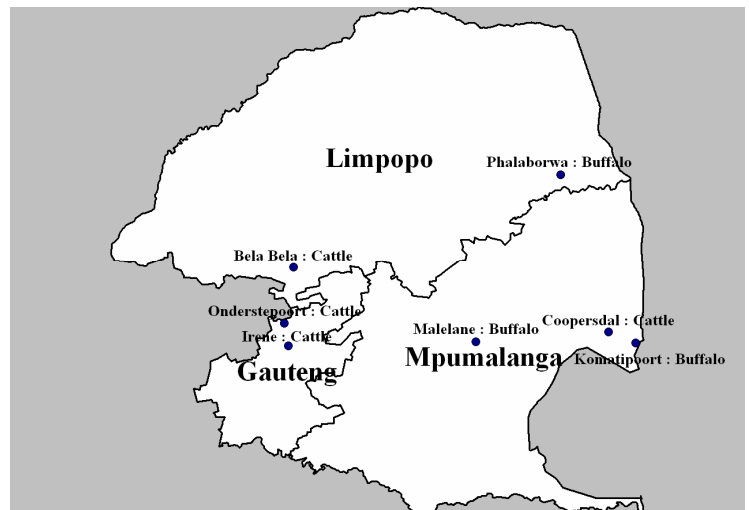 Limpopo
Phalaborwa : Buffalo
Bela Bela : Cattle
Onderstepoort : Cattle
Coopersdal : Cattle
Malelane : Buffalo
Irene : Cattle
Mpumalanga
Komatipoort : Buffalo
Gauteng